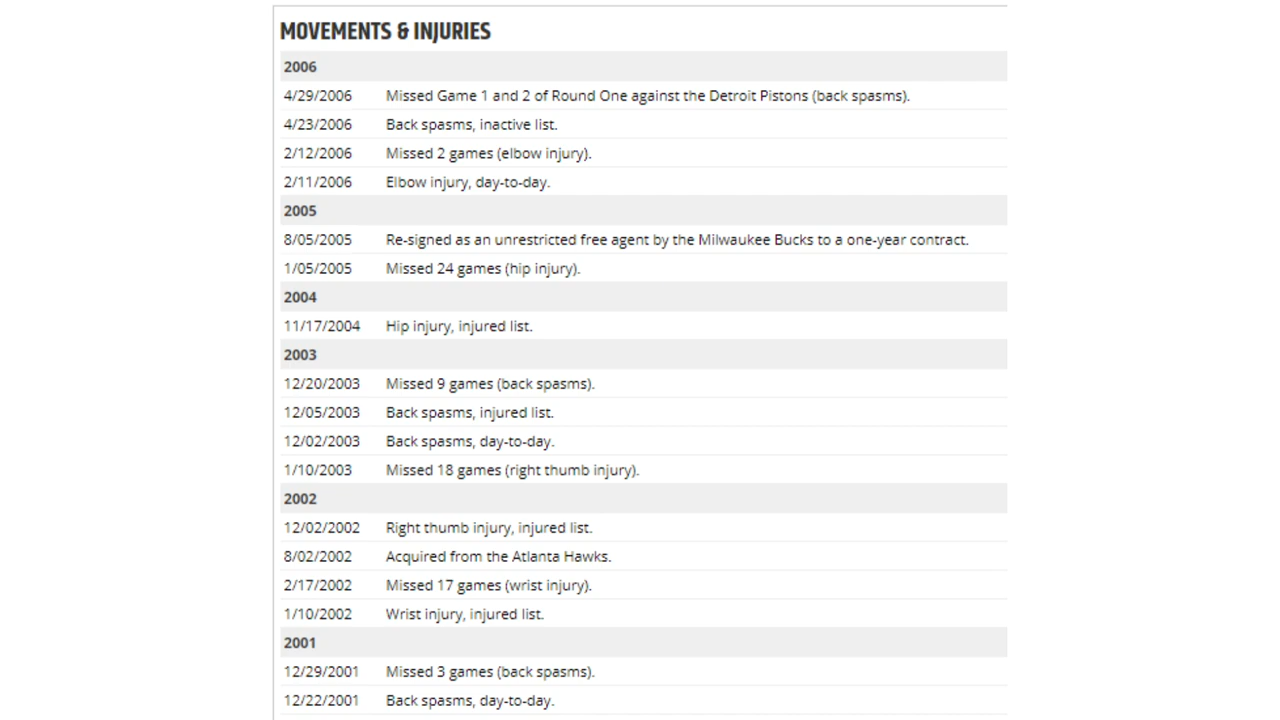 MOVEMENTS & INJURIES
2006
4/29/2006 Missed Game 1 and 2 of Round One against the Detroit Pistons (back spasms).
4/23/2006 Back spasms, inactive list.
2/12/2006 Missed 2 games (elbow injury).
2/11/2006 Elbow injury, day-to-day.
2005
8/05/2005 Re-signed as an unrestricted free agent by the Milwaukee Bucks to a one-year contract.
1/05/2005 Missed 24 games (hip injury).
2004
11/17/2004 Hip injury, injured list.
2003
12/20/2003 Missed 9 games (back spasms).
12/05/2003 Back spasms, injured list.
12/02/2003 Back spasms, day-to-day.
1/10/2003 Missed 18 games (right thumb injury).
2002
12/02/2002 Right thumb injury, injured list.
8/02/2002 Acquired from the Atlanta Hawks.
2/17/2002 Missed 17 games (wrist injury).
1/10/2002 Wrist injury, injured list.
2001
12/29/2001 Missed 3 games (back spasms).
12/22/2001 Back spasms, day-to-day.